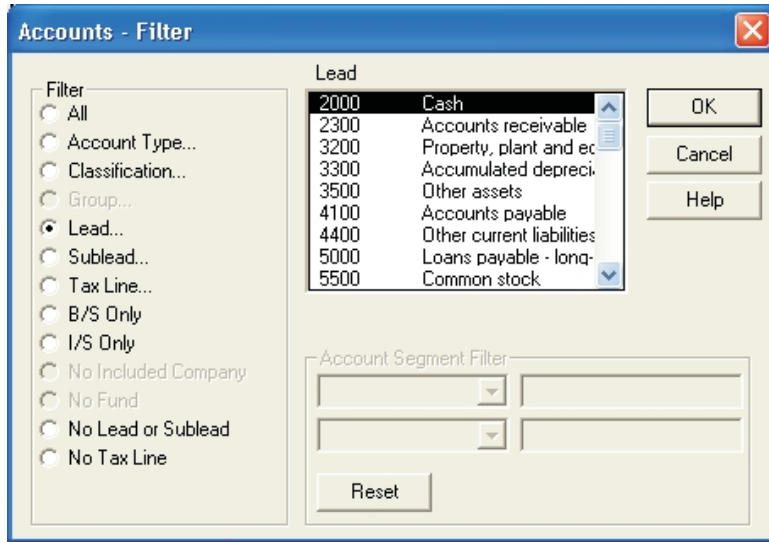 Accounts - Filter
Filter
All
Account Type...
Classification...
Group...
Lead...
Sublead...
Tax Line...
B/S Only
I/S Only
No Included Company
No Fund
No Lead or Sublead
No Tax Line
Lead
2000 Cash
2300 Accounts receivable
3200 Property, plant and ec
3300 Accumulated depreci
3500 Other assets
4100 Accounts payable
4400 Other current liabilities
5000 Loans payable - long-
5500 Common stock
OK
Cancel
Help
Account Segment Filter
Reset